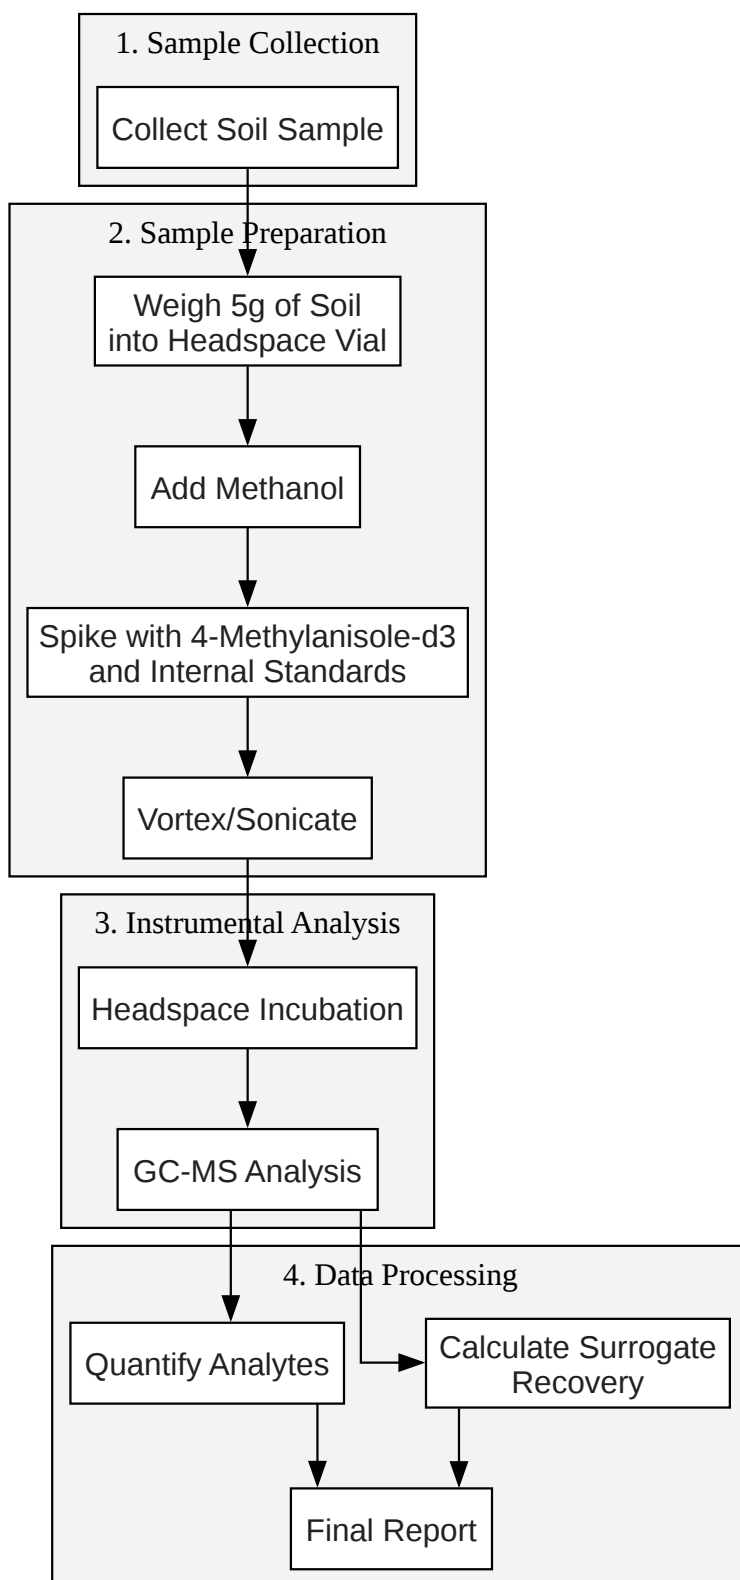 1. Sample Collection
Collect Soil Sample
2. Sample Preparation
Weigh 5g of Soil
into Headspace Vial
Add Methanol
Spike with 4-Methylanisole-d3
and Internal Standards
Vortex/Sonicate
3. Instrumental Analysis
Headspace Incubation
GC-MS Analysis
4. Data Processing
Quantify Analytes
Calculate Surrogate
Recovery
Final Report